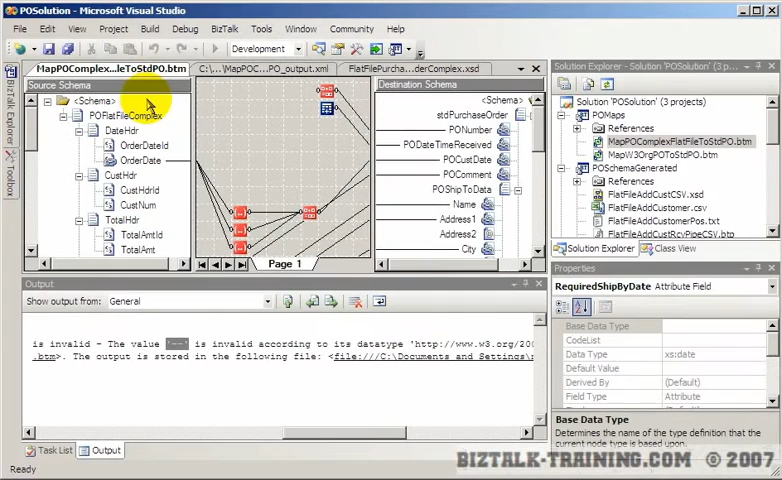 POSolution - Microsoft Visual Studio
File Edit View Project Build Debug BizTalk Tools Window Community Help
Development
MapPOComplex...leToStdPO.btm C:\...\MapPOC...PO_output.xml FlatFilePurcha...derComplex.xsd
BizTalk Explorer
Toolbox
Source Schema
<Schema>
POFlatFileComplex
DateHdr
OrderDateId
OrderDate
CustHdr
CustHdrId
CustNum
TotalHdr
TotalAmtId
TotalAmt
Page 1
Destination Schema
<Schema>
stdPurchaseOrder
PONumber
PODateTimeReceived
POCustDate
POComment
POShipToData
Name
Address1
Address2
City
Solution Explorer - POSolution (3 p...
Solution 'POSolution' (3 projects)
POMaps
References
MapPOComplexFlatFileToStdPO.btm
MapW3OrgPOToStdPO.btm
POSchemaGenerated
References
FlatFileAddCustCSV.xsd
FlatFileAddCustomer.csv
FlatFileAddCustomerPos.txt
FlatFileAddCustRcvPipeCSV.btp
Solution Explorer Class View
Output
Show output from: General
is invalid - The value '--' is invalid according to its datatype 'http://www.w3.org/200
.btm>. The output is stored in the following file: <file:///C:\Documents and Settings\
Properties
RequiredShipByDate Attribute Field
Base Data Type
CodeList
Data Type xs:date
Default Value
Derived By (Default)
Field Type Attribute
Base Data Type
Determines the name of the type definition that the current node type is based upon.
Task List Output
Ready
BIZTALK-TRAINING.COM © 2007